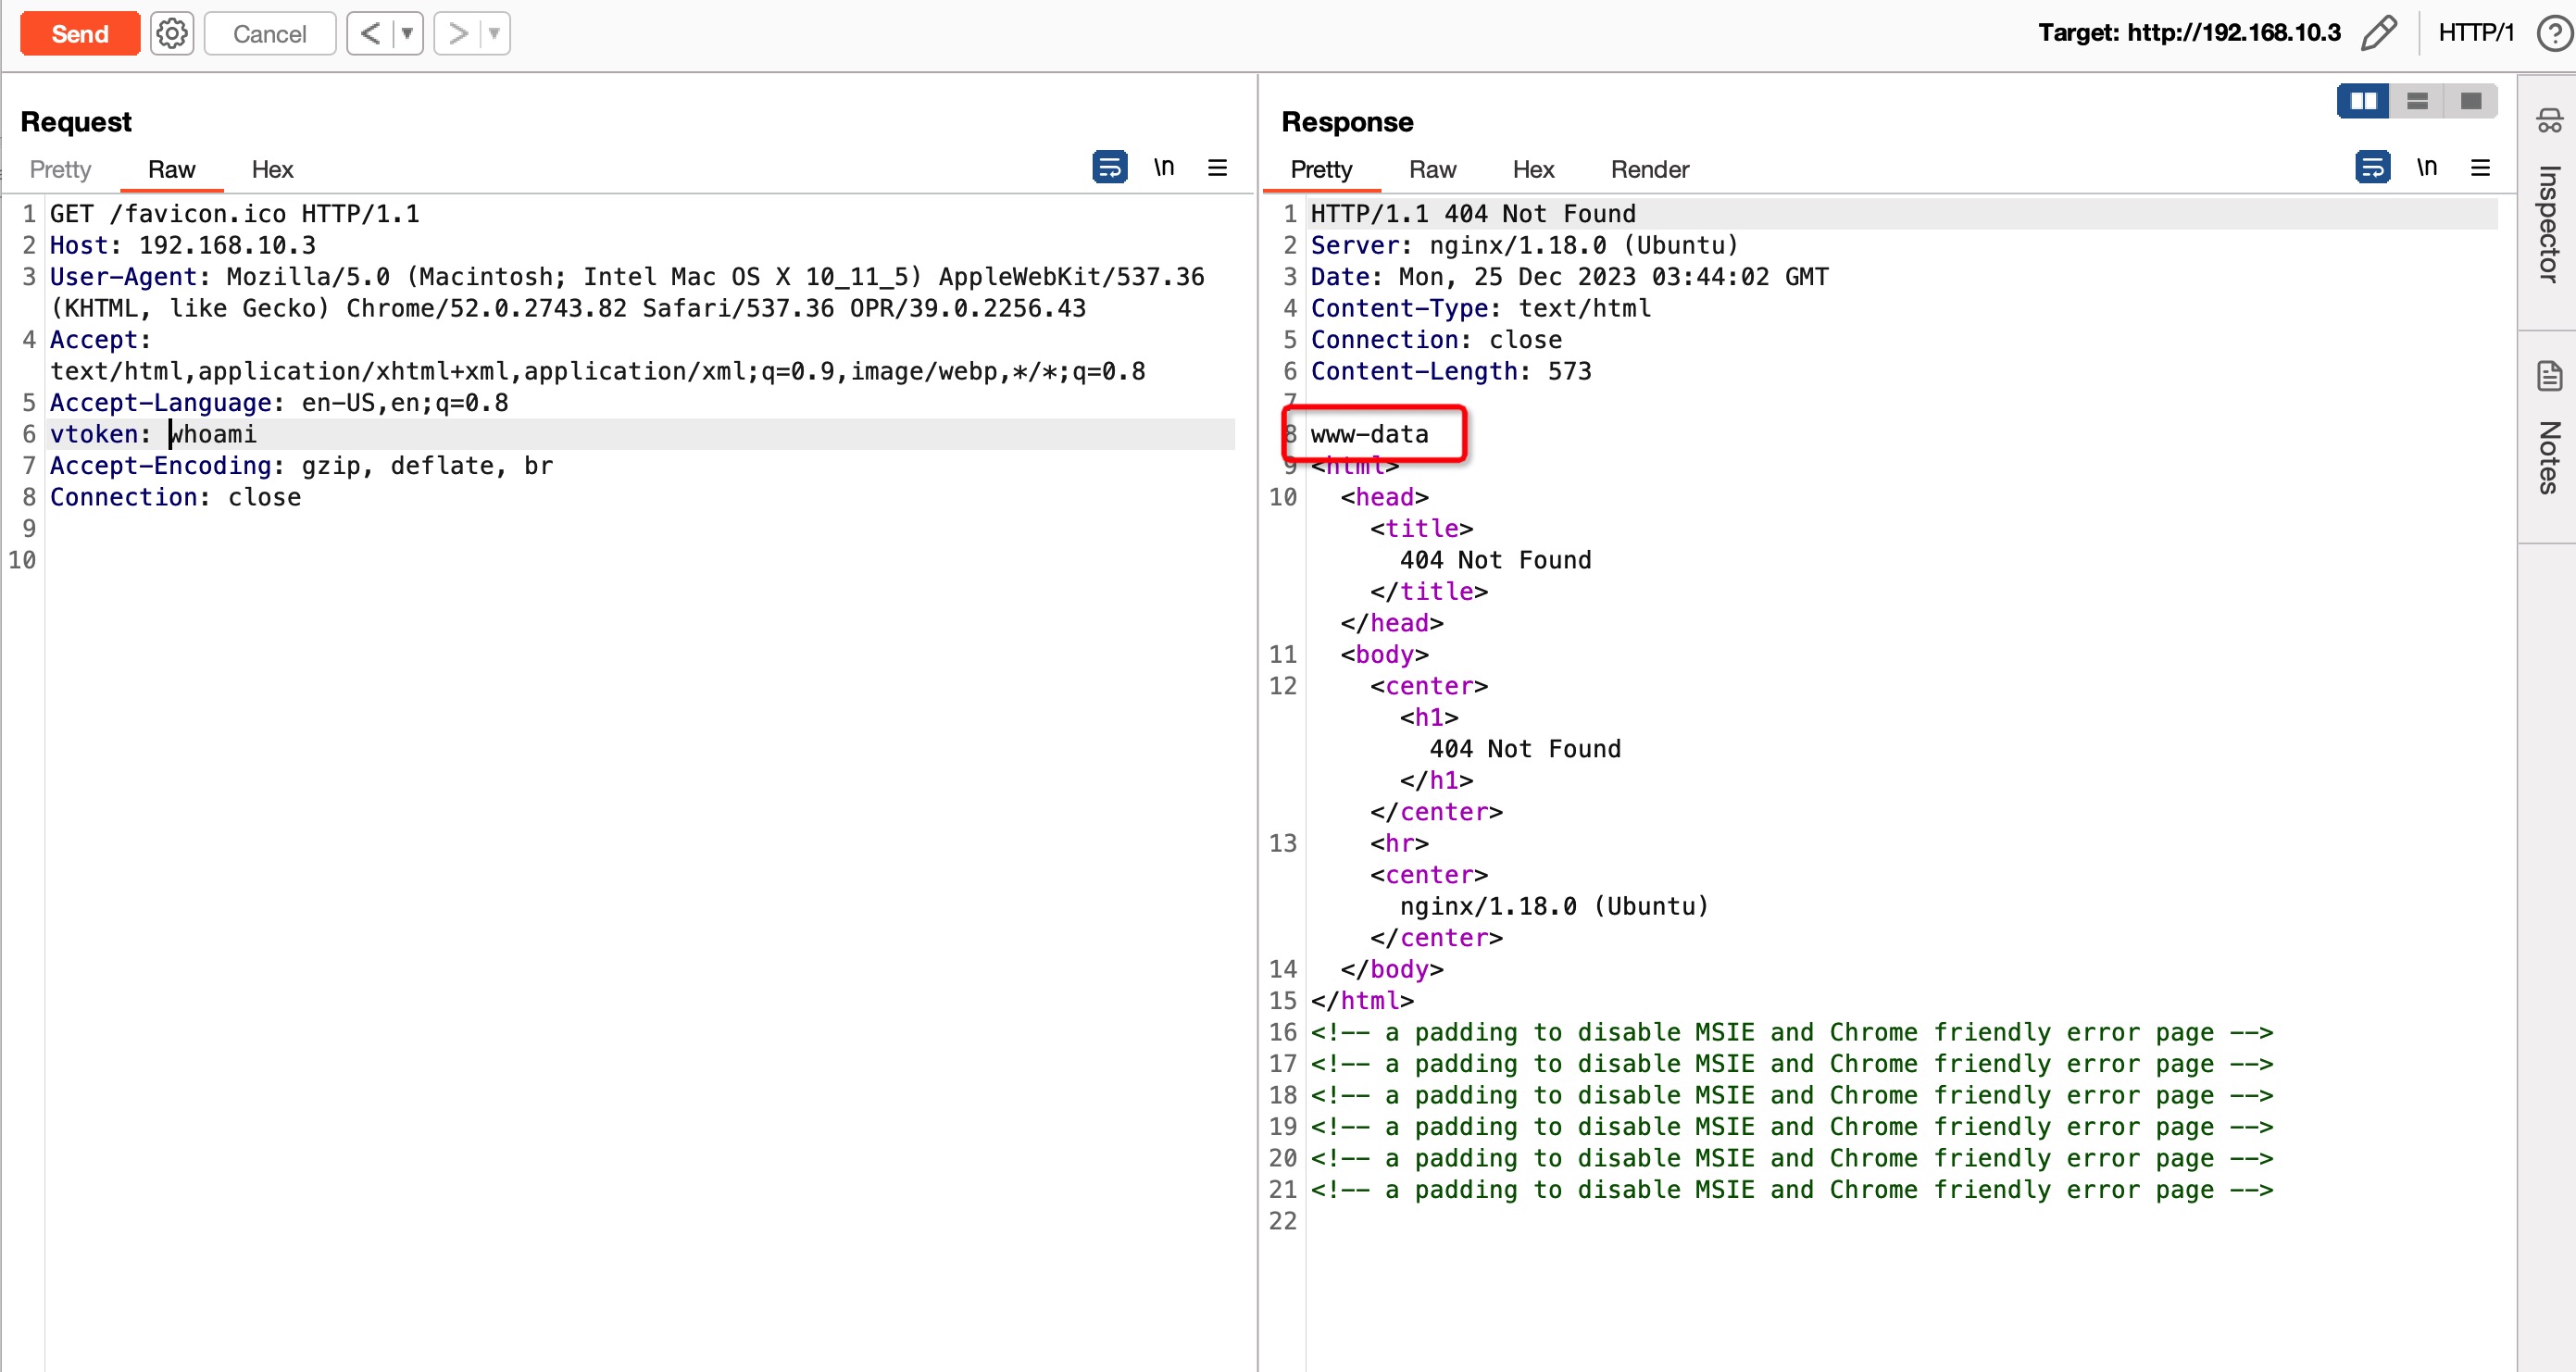 Send
Cancel
<
>
Target: http://192.168.10.3
HTTP/1
?
Request
Pretty
Raw
Hex
\n
1 GET /favicon.ico HTTP/1.1
2 Host: 192.168.10.3
3 User-Agent: Mozilla/5.0 (Macintosh; Intel Mac OS X 10_11_5) AppleWebKit/537.36
(KHTML, like Gecko) Chrome/52.0.2743.82 Safari/537.36 OPR/39.0.2256.43
4 Accept:
text/html,application/xhtml+xml,application/xml;q=0.9,image/webp,*/*;q=0.8
5 Accept-Language: en-US,en;q=0.8
6 vtoken: whoami
7 Accept-Encoding: gzip, deflate, br
8 Connection: close
9
10
Response
Pretty
Raw
Hex
Render
\n
1 HTTP/1.1 404 Not Found
2 Server: nginx/1.18.0 (Ubuntu)
3 Date: Mon, 25 Dec 2023 03:44:02 GMT
4 Content-Type: text/html
5 Connection: close
6 Content-Length: 573
7
8 www-data
9 <html>
10 <head>
<title>
404 Not Found
</title>
</head>
11 <body>
12 <center>
<h1>
404 Not Found
</h1>
</center>
13 <hr>
<center>
nginx/1.18.0 (Ubuntu)
</center>
14 </body>
15 </html>
16 <!-- a padding to disable MSIE and Chrome friendly error page -->
17 <!-- a padding to disable MSIE and Chrome friendly error page -->
18 <!-- a padding to disable MSIE and Chrome friendly error page -->
19 <!-- a padding to disable MSIE and Chrome friendly error page -->
20 <!-- a padding to disable MSIE and Chrome friendly error page -->
21 <!-- a padding to disable MSIE and Chrome friendly error page -->
22
Inspector
Notes